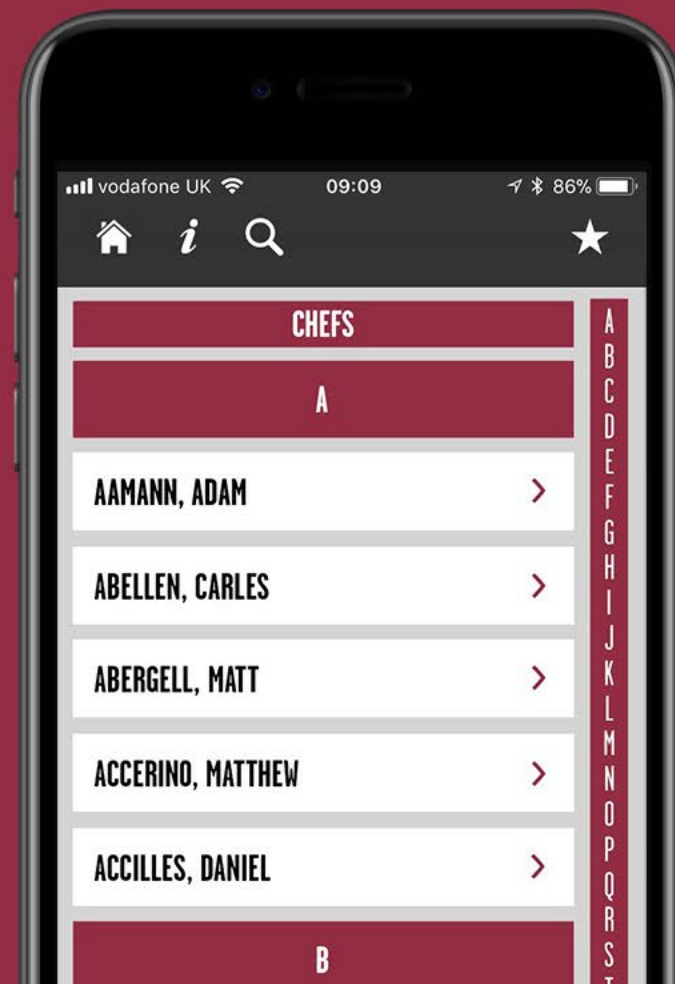 vodafone UK
09:09
86%
i
CHEFS
A
AAMANN, ADAM
ABELLEN, CARLES
ABERGELL, MATT
ACCERINO, MATTHEW
ACCILLES, DANIEL
B
A
B
C
D
E
F
G
H
I
J
K
L
M
N
O
P
Q
R
S
T